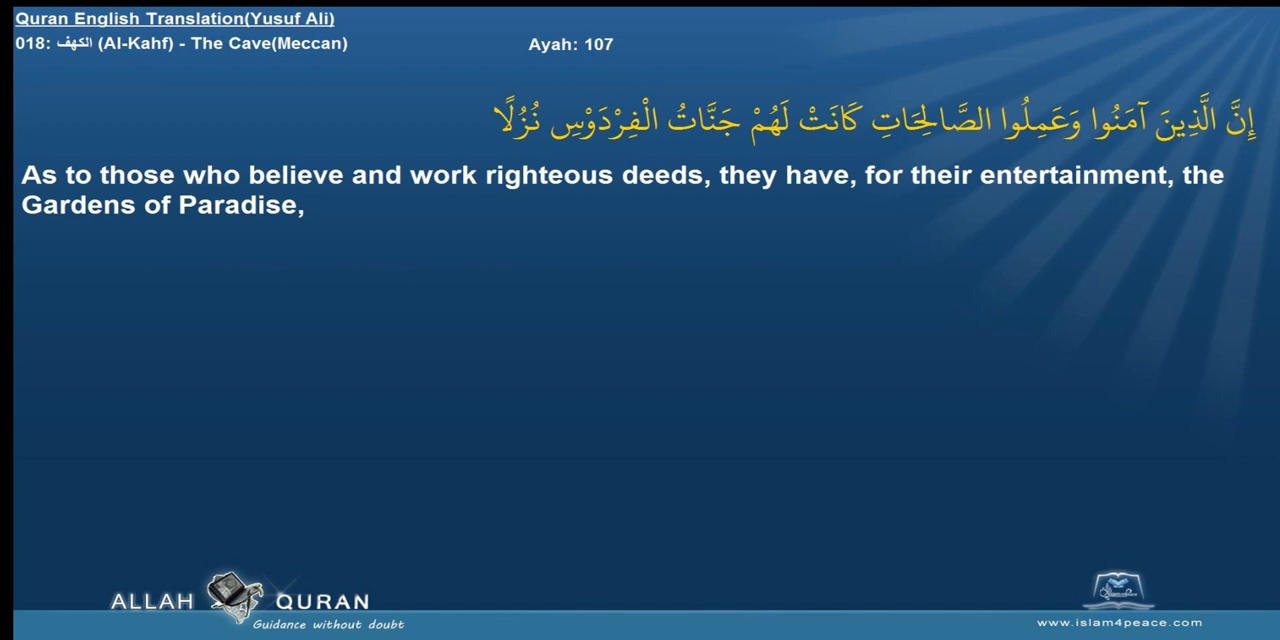 Quran English Translation(Yusuf Ali)
018: الكهف (Al-Kahf) - The Cave(Meccan) Ayah: 107
إِنَّ الَّذِينَ آمَنُوا وَعَمِلُوا الصَّالِحَاتِ كَانَتْ لَهُمْ جَنَّاتُ الْفِرْدَوْسِ نُزُلًا
As to those who believe and work righteous deeds, they have, for their entertainment, the
Gardens of Paradise,
ALLAH QURAN
Guidance without doubt
www.islam4peace.com